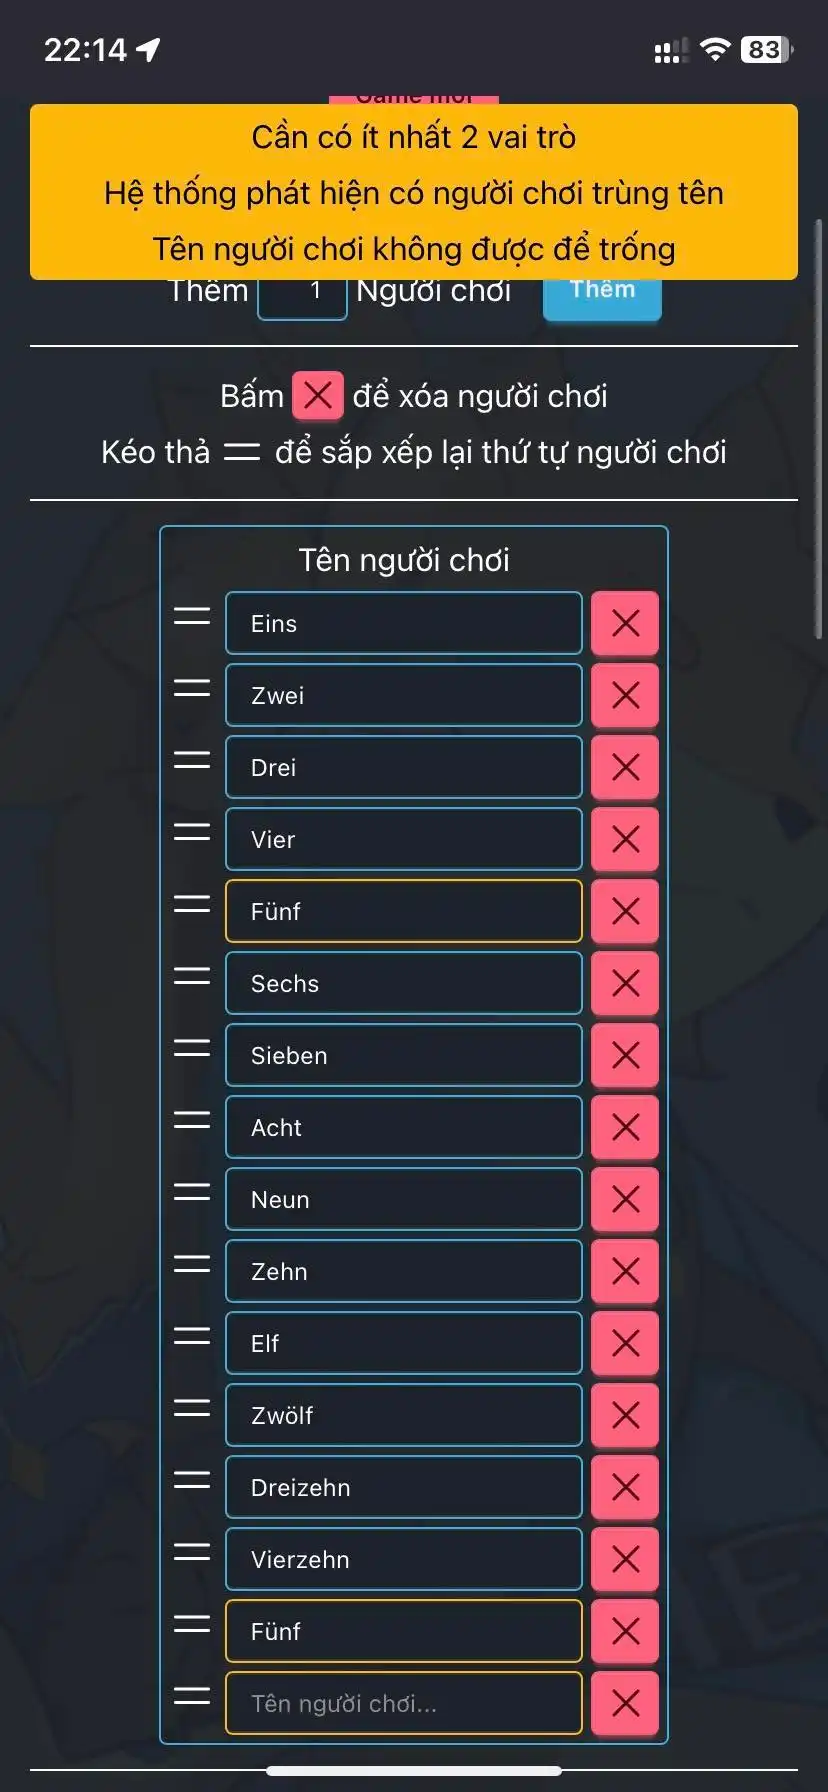 22:14
83
Game mới
Cần có ít nhất 2 vai trò
Hệ thống phát hiện có người chơi trùng tên
Tên người chơi không được để trống
Thêm 1 Người chơi Thêm
Bấm để xóa người chơi
Kéo thả để sắp xếp lại thứ tự người chơi
Tên người chơi
Eins
Zwei
Drei
Vier
Fünf
Sechs
Sieben
Acht
Neun
Zehn
Elf
Zwölf
Dreizehn
Vierzehn
Fünf
Tên người chơi...